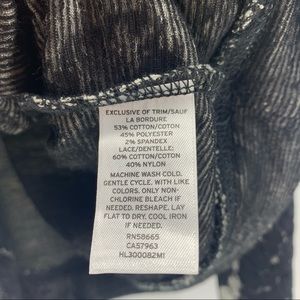 EXCLUSIVE OF TRIM/SAUF
LA BORDURE
53% COTTON/COTON
45% POLYESTER
2% SPANDEX
LACE/DENTELLE:
60% COTTON/COTON
40% NYLON
MACHINE WASH COLD.
GENTLE CYCLE. WITH LIKE
COLORS. ONLY NON-
CHLORINE BLEACH IF
NEEDED. RESHAPE. LAY
FLAT TO DRY. COOL IRON
IF NEEDED.
RN58665
CA57963
HL300082M1